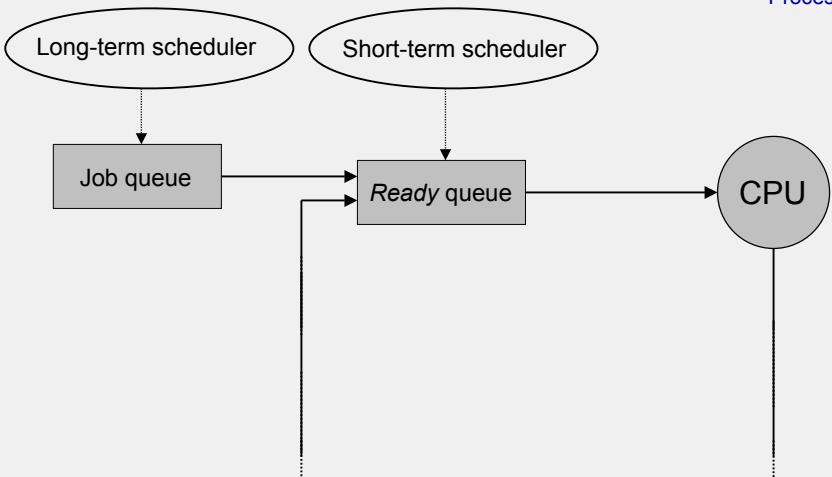 Long-term scheduler
Short-term scheduler
Job queue
Ready queue
CPU